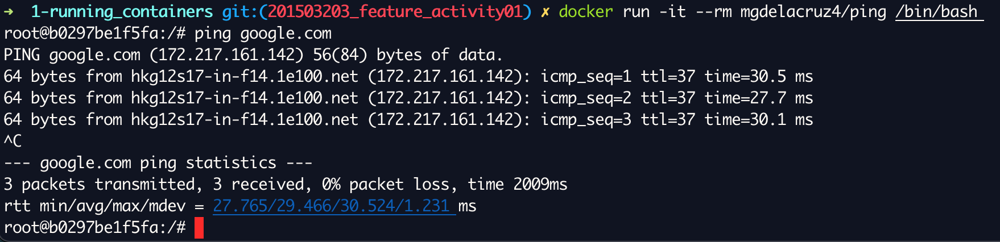 ➜  1-running_containers git:(201503203_feature_activity01) ✗ docker run -it --rm mgdelacruz4/ping /bin/bash
root@b0297be1f5fa:/# ping google.com
PING google.com (172.217.161.142) 56(84) bytes of data.
64 bytes from hkg12s17-in-f14.1e100.net (172.217.161.142): icmp_seq=1 ttl=37 time=30.5 ms
64 bytes from hkg12s17-in-f14.1e100.net (172.217.161.142): icmp_seq=2 ttl=37 time=27.7 ms
64 bytes from hkg12s17-in-f14.1e100.net (172.217.161.142): icmp_seq=3 ttl=37 time=30.1 ms
^C
--- google.com ping statistics ---
3 packets transmitted, 3 received, 0% packet loss, time 2009ms
rtt min/avg/max/mdev = 27.765/29.466/30.524/1.231 ms
root@b0297be1f5fa:/#